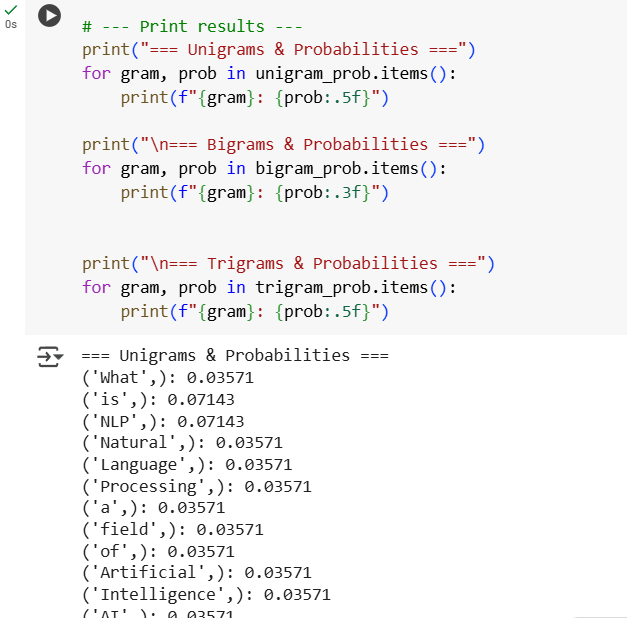 0s
# --- Print results ---
print("=== Unigrams & Probabilities ===")
for gram, prob in unigram_prob.items():
    print(f"{gram}: {prob:.5f}")
print("\n=== Bigrams & Probabilities ===")
for gram, prob in bigram_prob.items():
    print(f"{gram}: {prob:.3f}")
print("\n=== Trigrams & Probabilities ===")
for gram, prob in trigram_prob.items():
    print(f"{gram}: {prob:.5f}")
=== Unigrams & Probabilities ===
('What',): 0.03571
('is',): 0.07143
('NLP',): 0.07143
('Natural',): 0.03571
('Language',): 0.03571
('Processing',): 0.03571
('a',): 0.03571
('field',): 0.03571
('of',): 0.03571
('Artificial',): 0.03571
('Intelligence',): 0.03571
('AI',): 0.03571